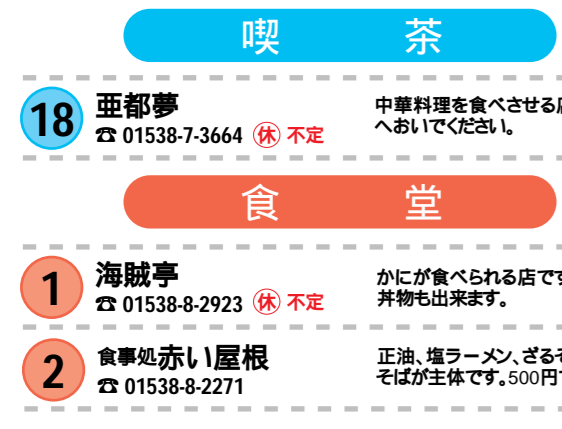 喫茶
18 亜都夢
☎ 01538-7-3664 休 不定
中華料理を食べさせる店
へおいでください。
食堂
1 海賊亭
☎ 01538-8-2923 休 不定
かにが食べられる店です
丼物も出来ます。
2 食事処赤い屋根
☎ 01538-8-2271
正油、塩ラーメン、ざるそ
そばが主体です。500円